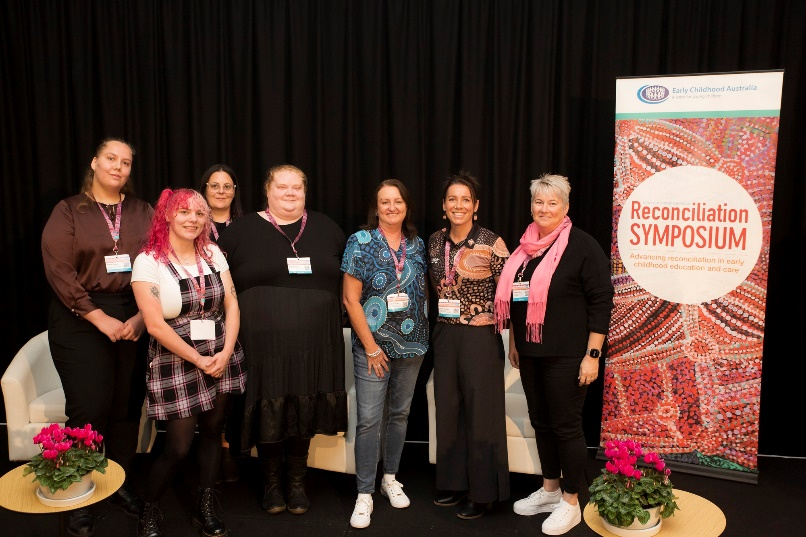 Early Childhood Australia
Reconciliation
SYMPOSIUM
Advancing reconciliation in early
childhood education and care